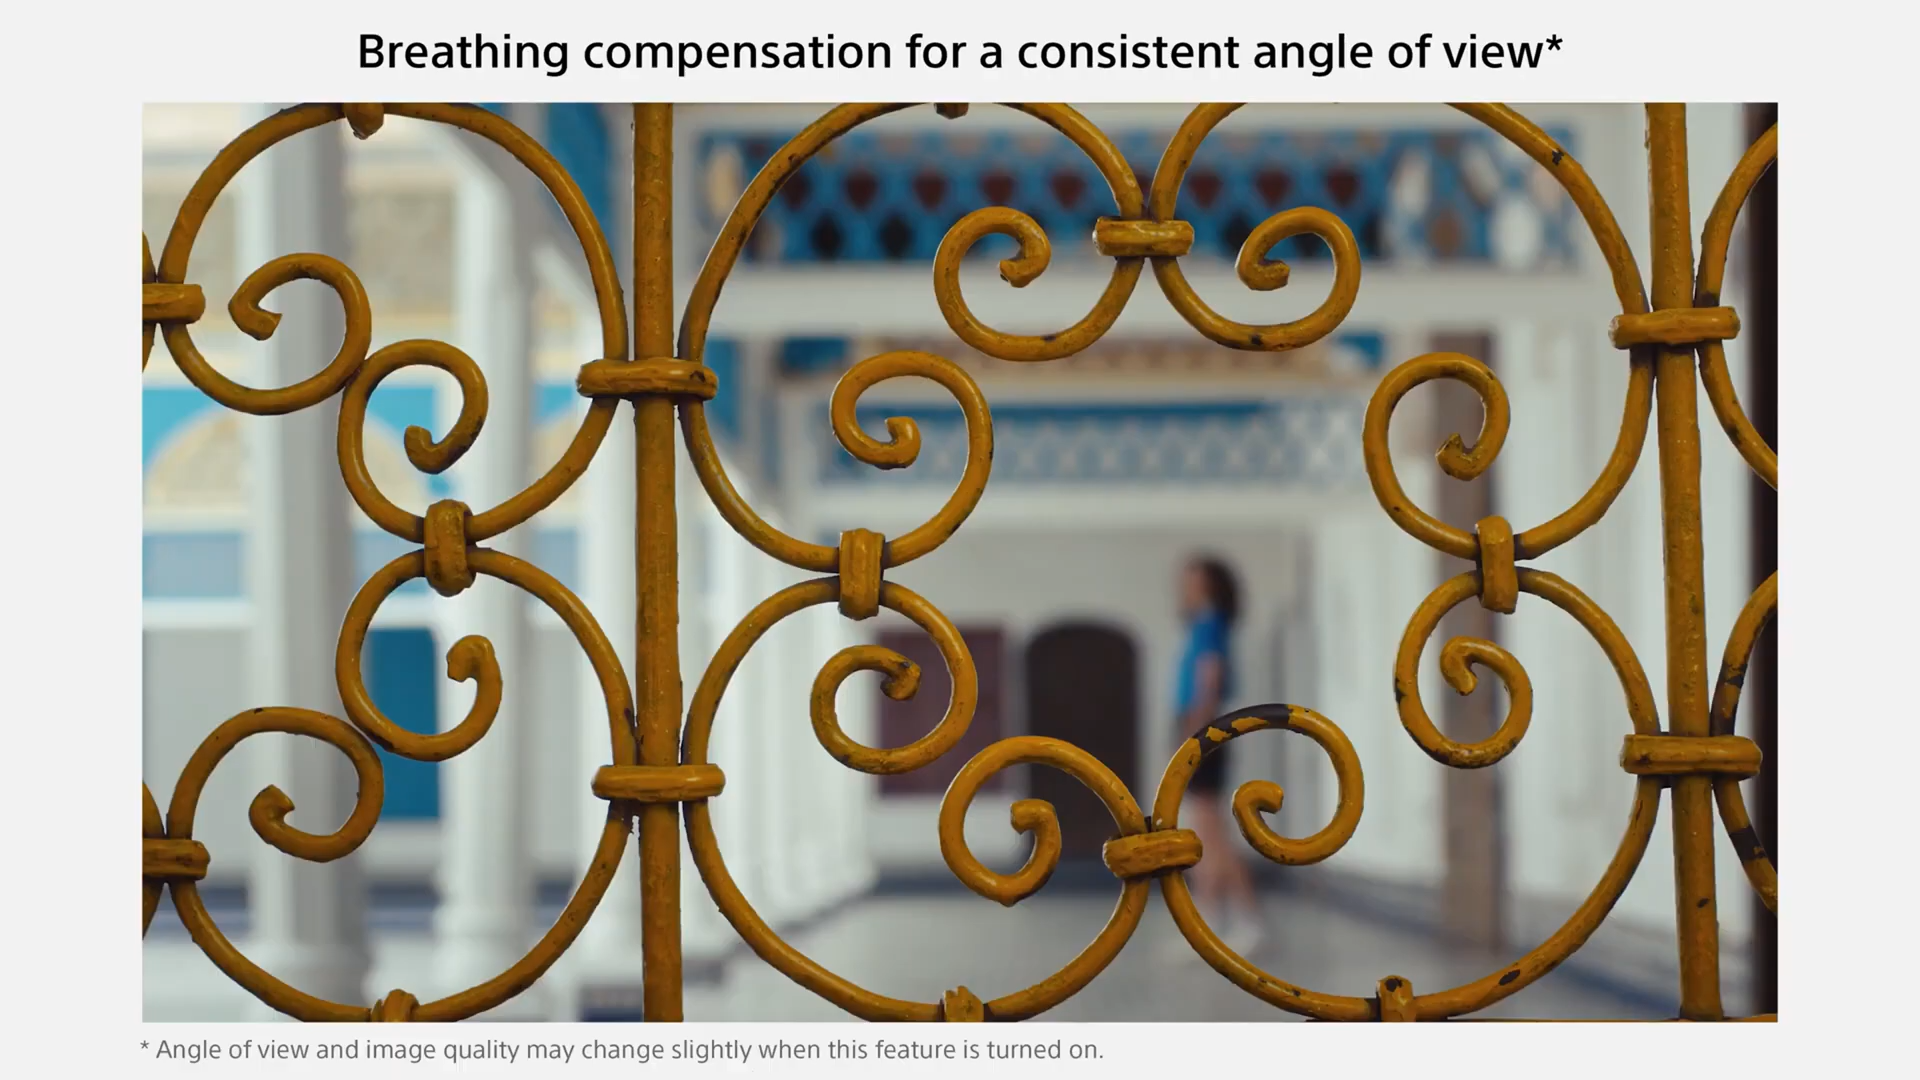 Breathing compensation for a consistent angle of view*
* Angle of view and image quality may change slightly when this feature is turned on.